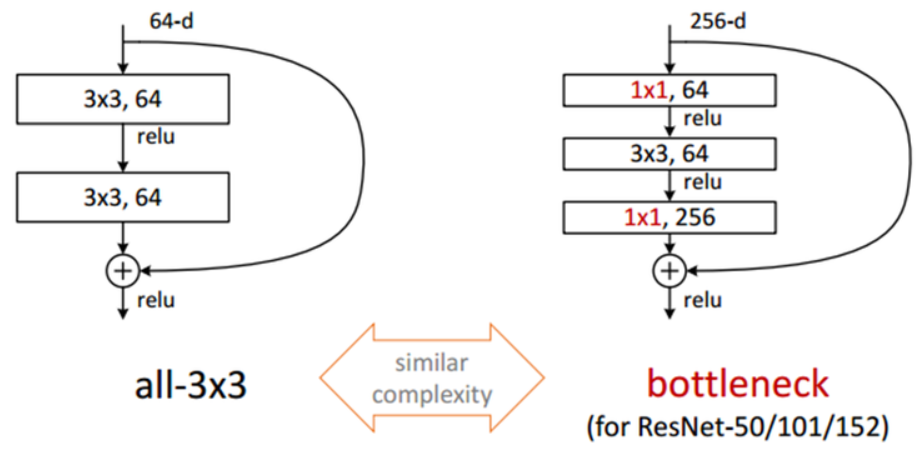 64-d
3x3, 64
relu
3x3, 64
+
relu
all-3x3
similar
complexity
256-d
1x1, 64
relu
3x3, 64
relu
1x1, 256
+
relu
bottleneck
(for ResNet-50/101/152)